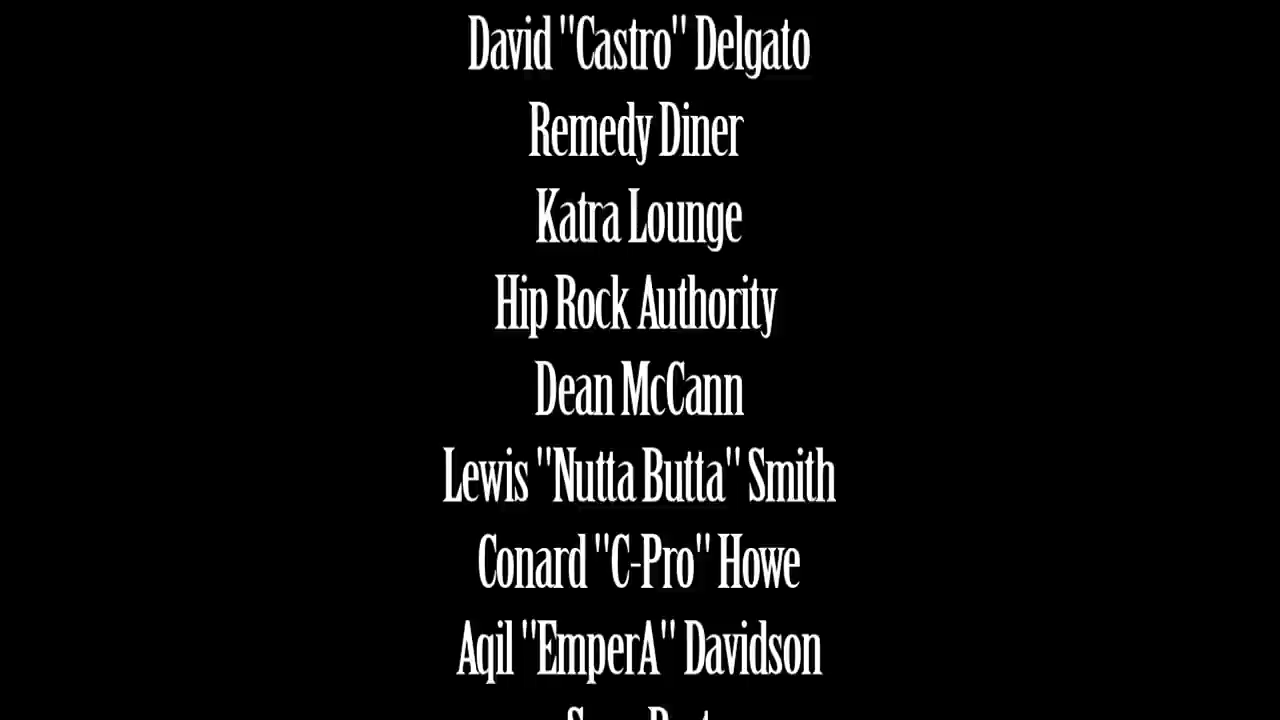 David "Castro" Delgato
Remedy Diner
Katra Lounge
Hip Rock Authority
Dean McCann
Lewis "Nutta Butta" Smith
Conard "C-Pro" Howe
Aqil "EmperA" Davidson